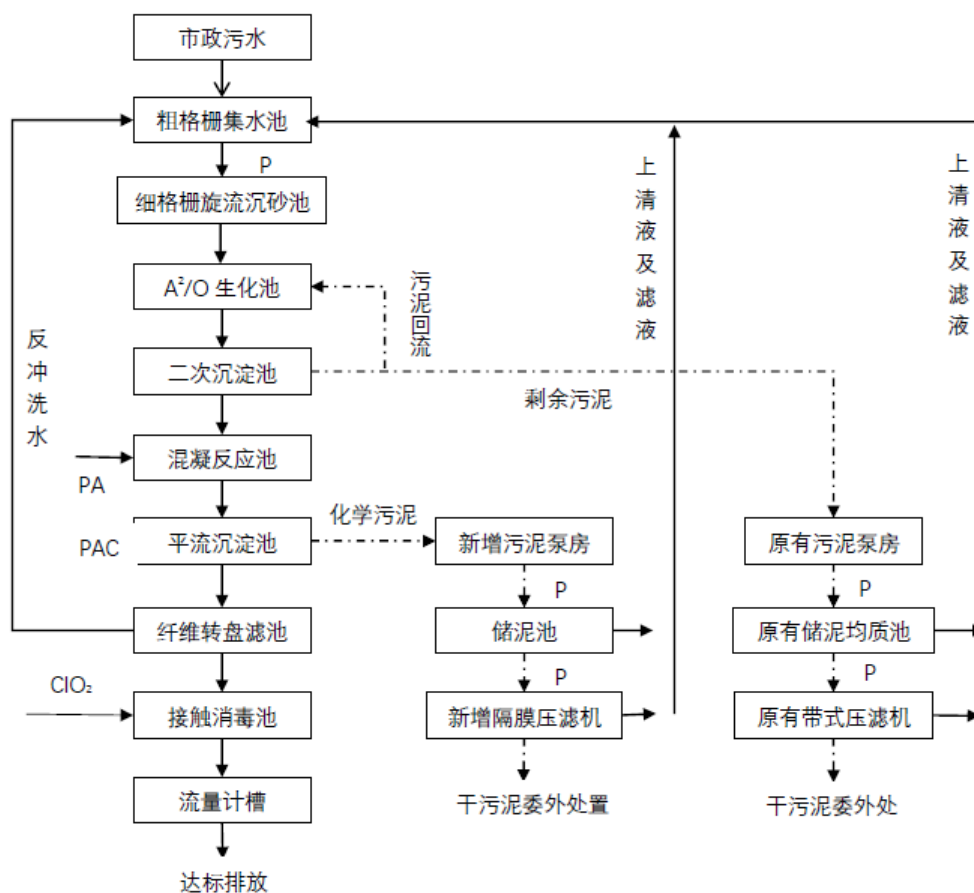 市政污水
粗格栅集水池
P
细格栅旋流沉砂池
上清液及滤液
上清液及滤液
A²/O 生化池
污泥回流
反冲洗水
二次沉淀池
剩余污泥
混凝反应池
PA
PAC
平流沉淀池
化学污泥
新增污泥泵房
原有污泥泵房
P
P
纤维转盘滤池
储泥池
原有储泥均质池
P
P
ClO₂
接触消毒池
新增隔膜压滤机
原有带式压滤机
流量计槽
干污泥委外处置
干污泥委外处
达标排放